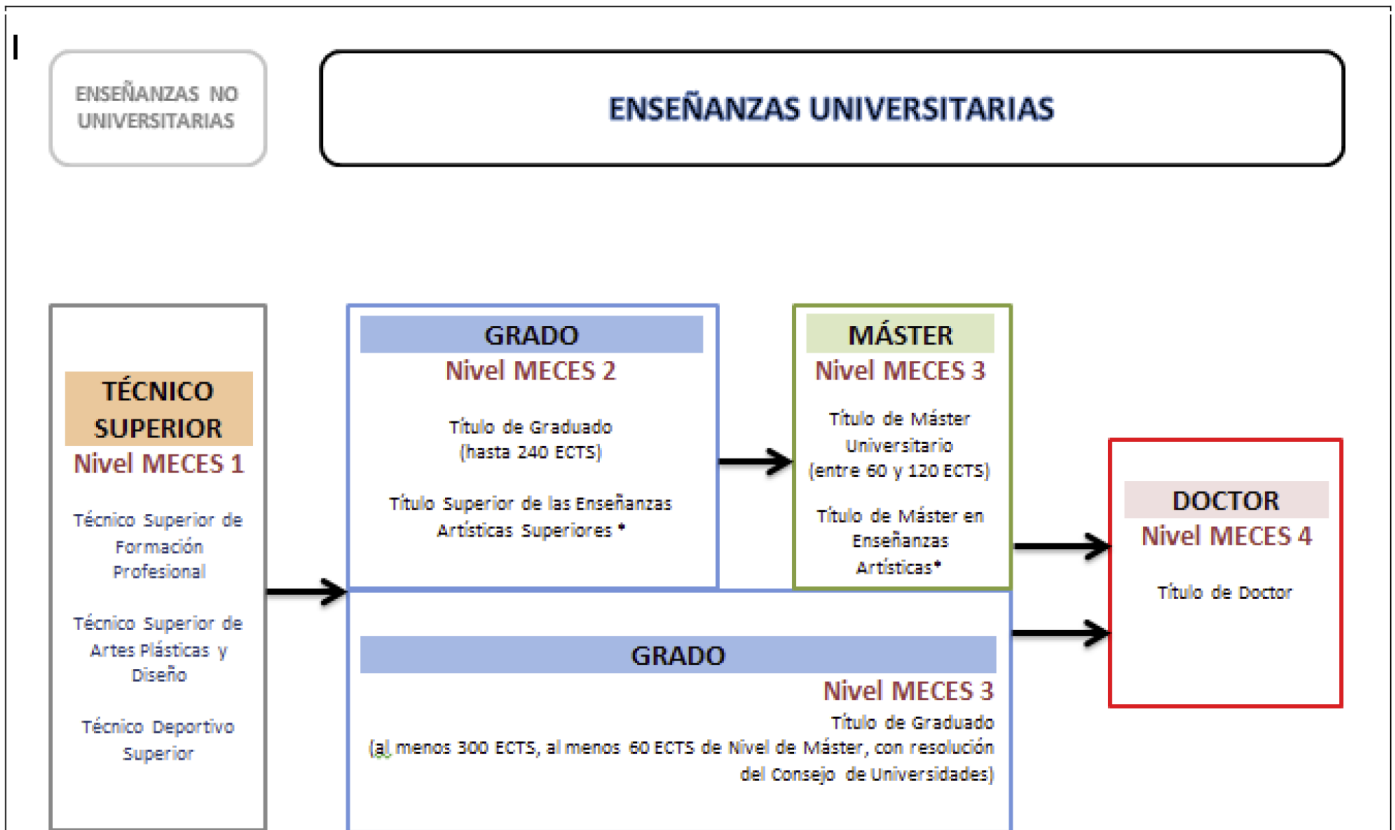 ENSEÑANZAS NO
UNIVERSITARIAS
ENSEÑANZAS UNIVERSITARIAS
TÉCNICO
SUPERIOR
Nivel MECES 1
Técnico Superior de
Formación
Profesional
Técnico Superior de
Artes Plásticas y
Diseño
Técnico Deportivo
Superior
GRADO
Nivel MECES 2
Título de Graduado
(hasta 240 ECTS)
Título Superior de las Enseñanzas
Artísticas Superiores *
MÁSTER
Nivel MECES 3
Título de Máster
Universitario
(entre 60 y 120 ECTS)
Título de Máster en
Enseñanzas
Artísticas*
GRADO
Nivel MECES 3
Título de Graduado
(al menos 300 ECTS, al menos 60 ECTS de Nivel de Máster, con resolución
del Consejo de Universidades)
DOCTOR
Nivel MECES 4
Título de Doctor